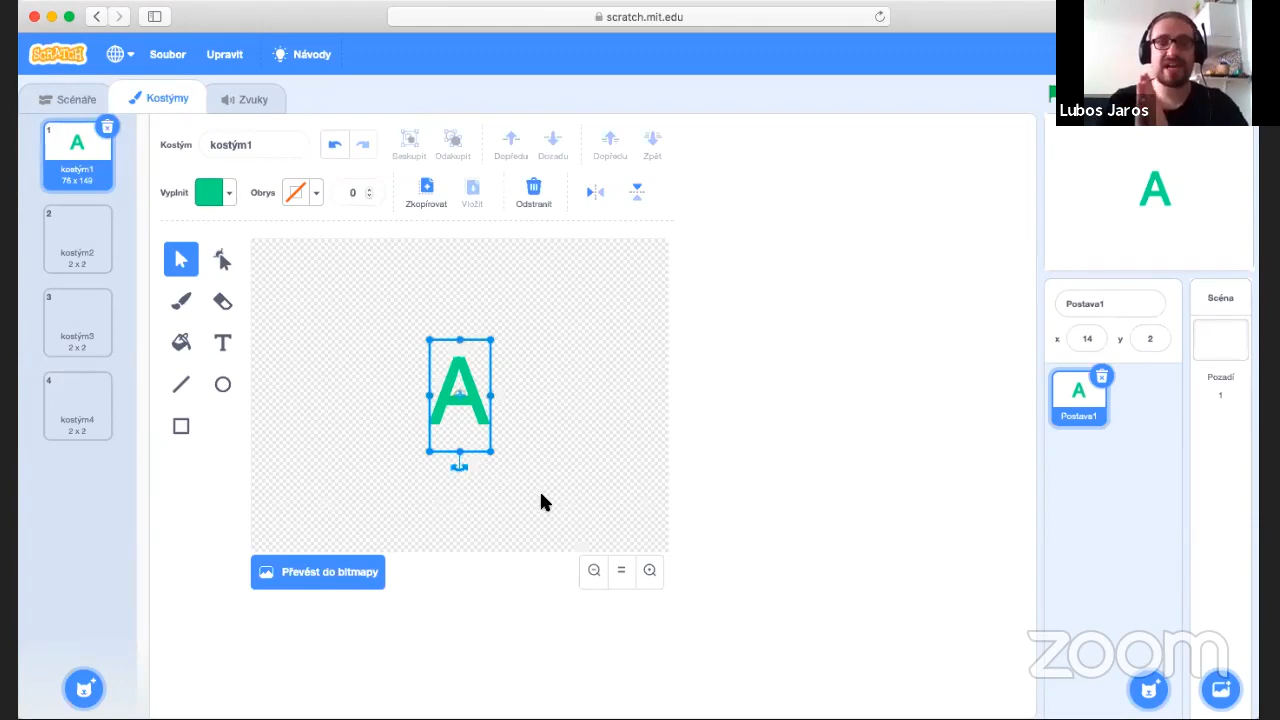 scratch.mit.edu
SCRATCH
Soubor
Upravit
Návody
Lubos Jaros
Scénáře
Kostýmy
Zvuky
1
A
kostým1
76 x 149
2
kostým2
2 x 2
3
kostým3
2 x 2
4
kostým4
2 x 2
Kostým
kostým1
Seskupit
Odskupit
Dopředu
Dozadu
Dopředu
Zpět
Vyplnit
Obrys
0
Zkopírovat
Vložit
Odstranit
T
A
Převést do bitmapy
=
A
Postava1
x
14
y
2
A
Postava1
Scéna
Pozadí
1
zoom